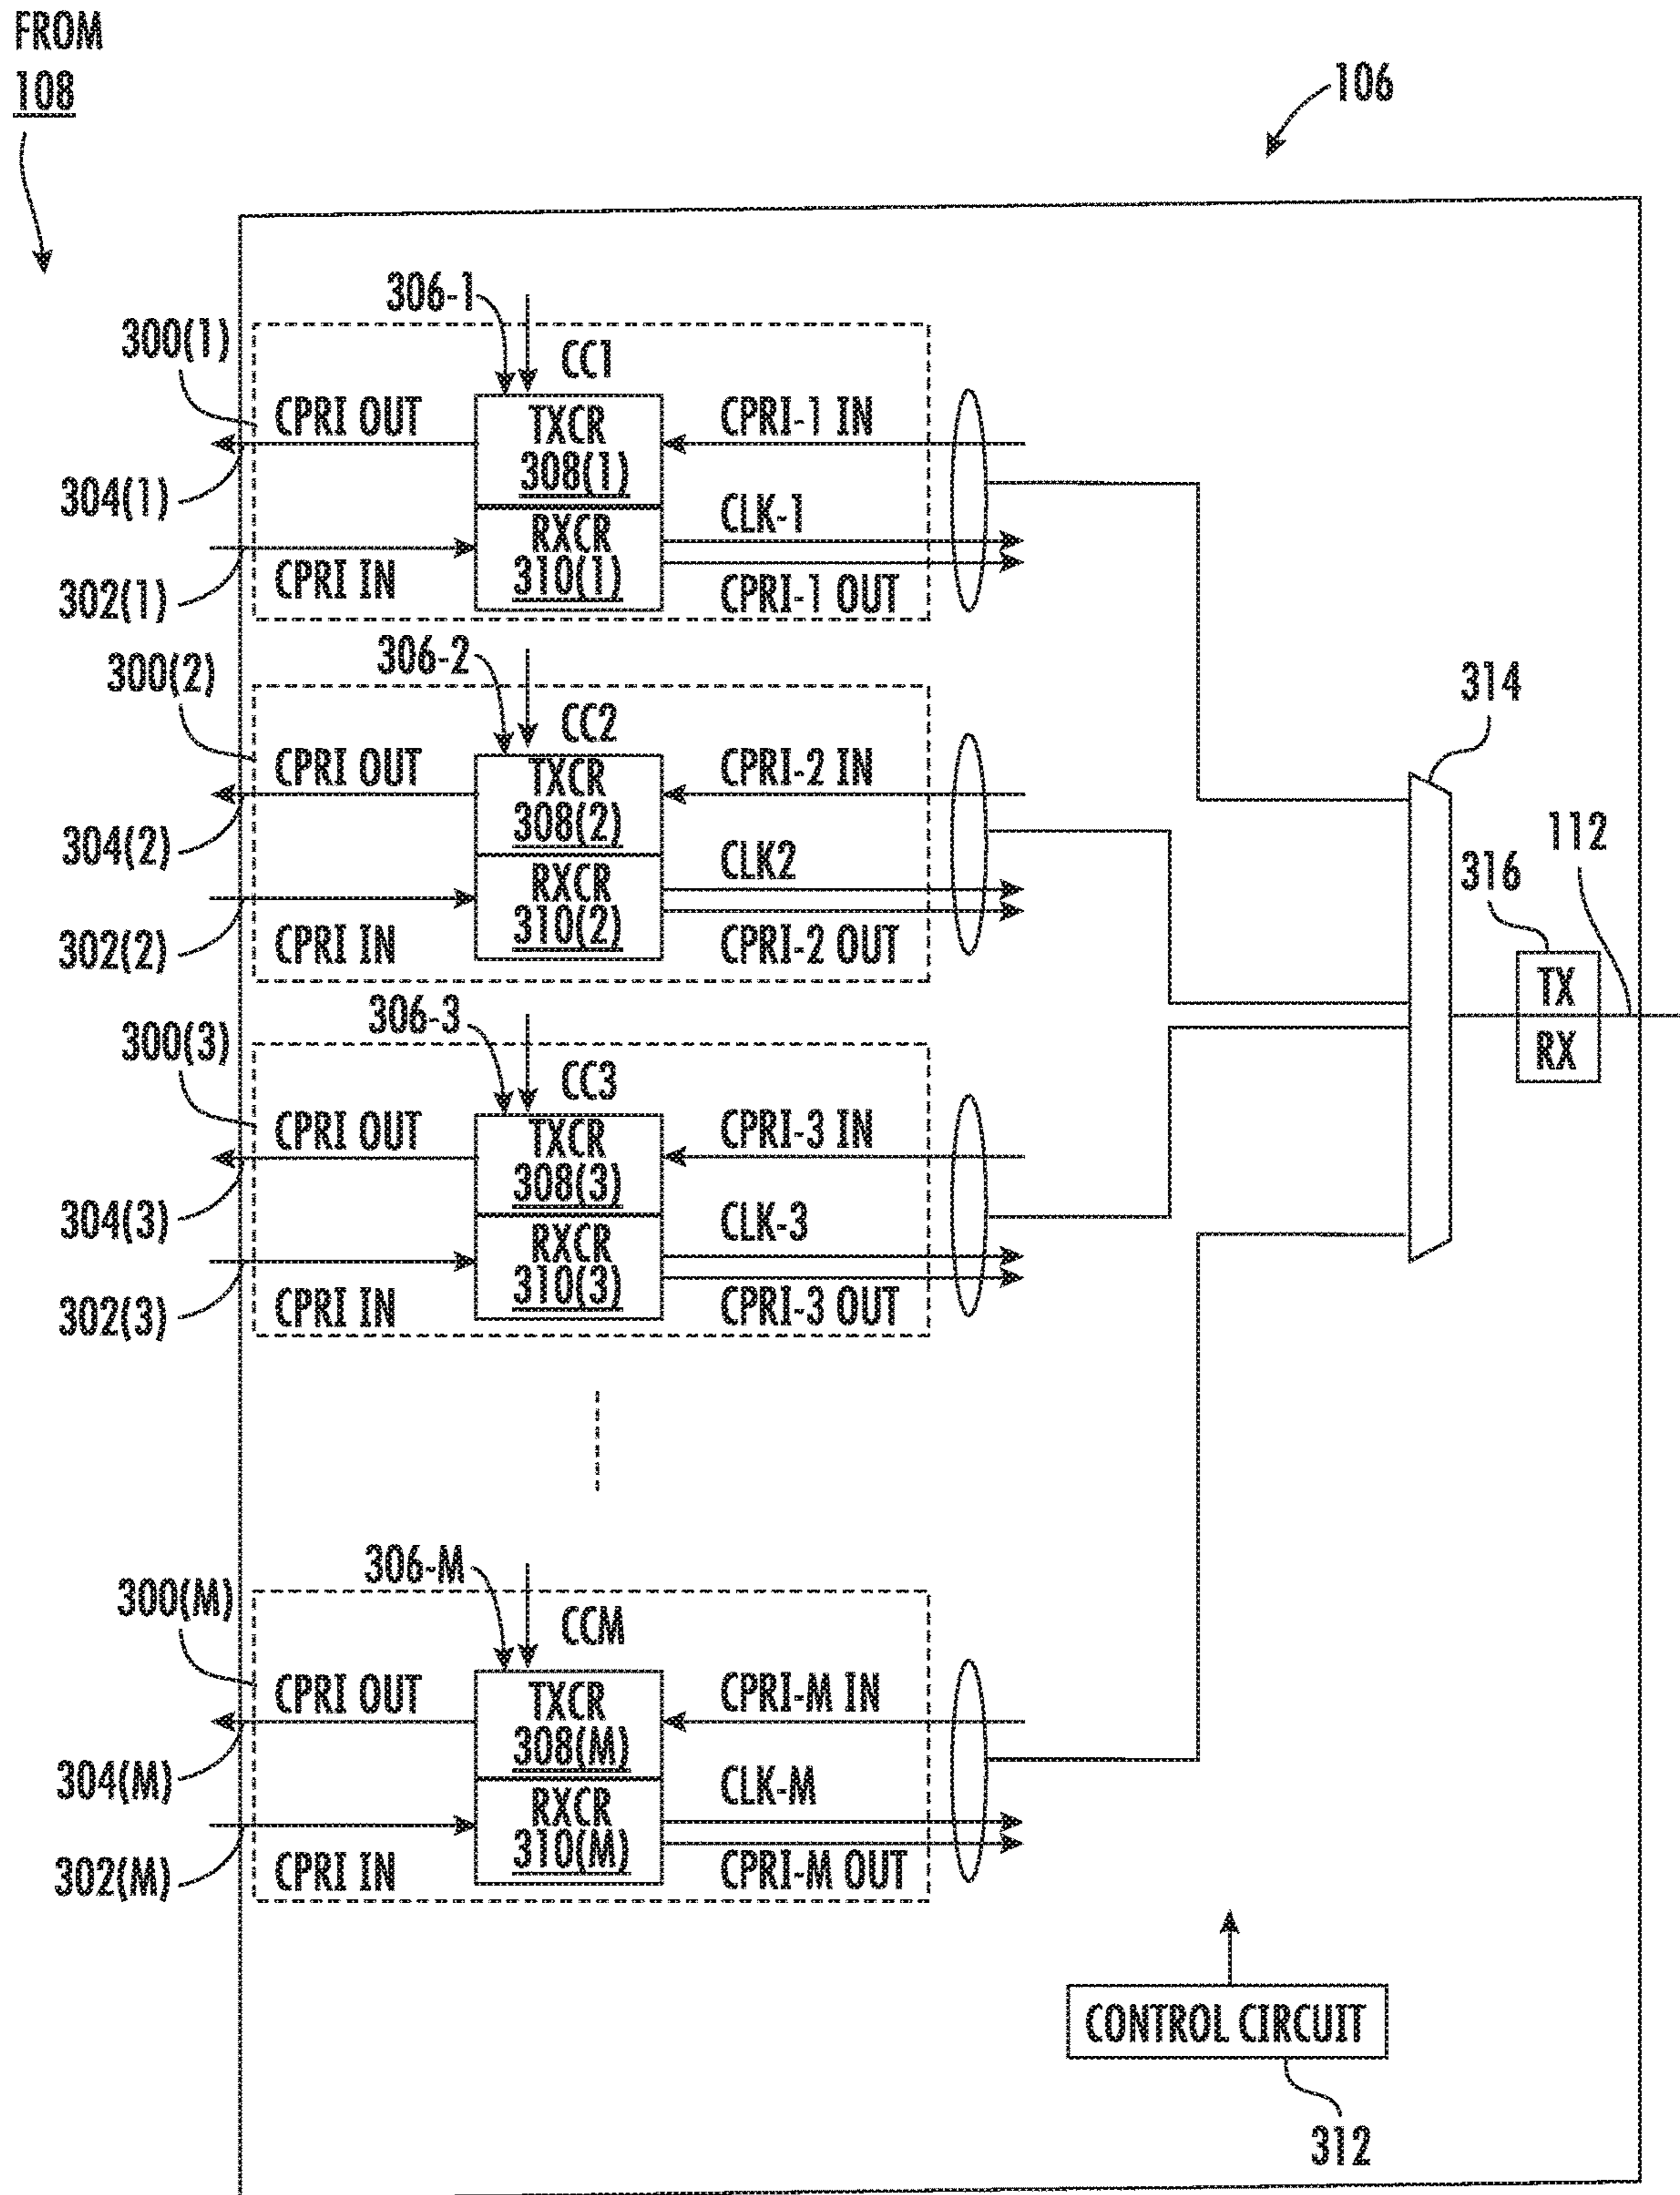 FROM
108
106
306-1
300(1)
CC1
CPRI OUT
TXCR
308(1)
CPRI-1 IN
304(1)
CLK-1
RXCR
310(1)
302(1)
CPRI IN
CPRI-1 OUT
306-2
300(2)
CC2
CPRI OUT
TXCR
308(2)
CPRI-2 IN
304(2)
CLK2
RXCR
310(2)
302(2)
CPRI IN
CPRI-2 OUT
314
112
316
TX
RX
306-3
300(3)
CC3
CPRI OUT
TXCR
308(3)
CPRI-3 IN
304(3)
CLK-3
RXCR
310(3)
302(3)
CPRI IN
CPRI-3 OUT
306-M
300(M)
CCM
CPRI OUT
TXCR
308(M)
CPRI-M IN
304(M)
CLK-M
RXCR
310(M)
302(M)
CPRI IN
CPRI-M OUT
CONTROL CIRCUIT
312